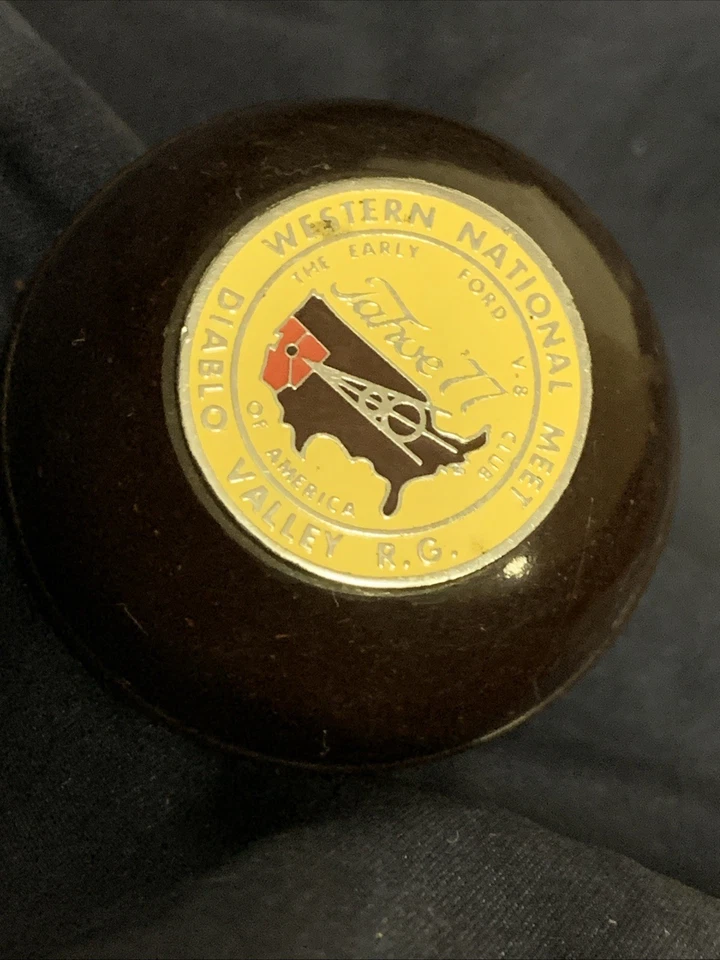 WESTERN NATIONAL MEET
THE EARLY FORD V-8 CLUB
OF AMERICA
Tahoe '77
DIABLO VALLEY R.G.